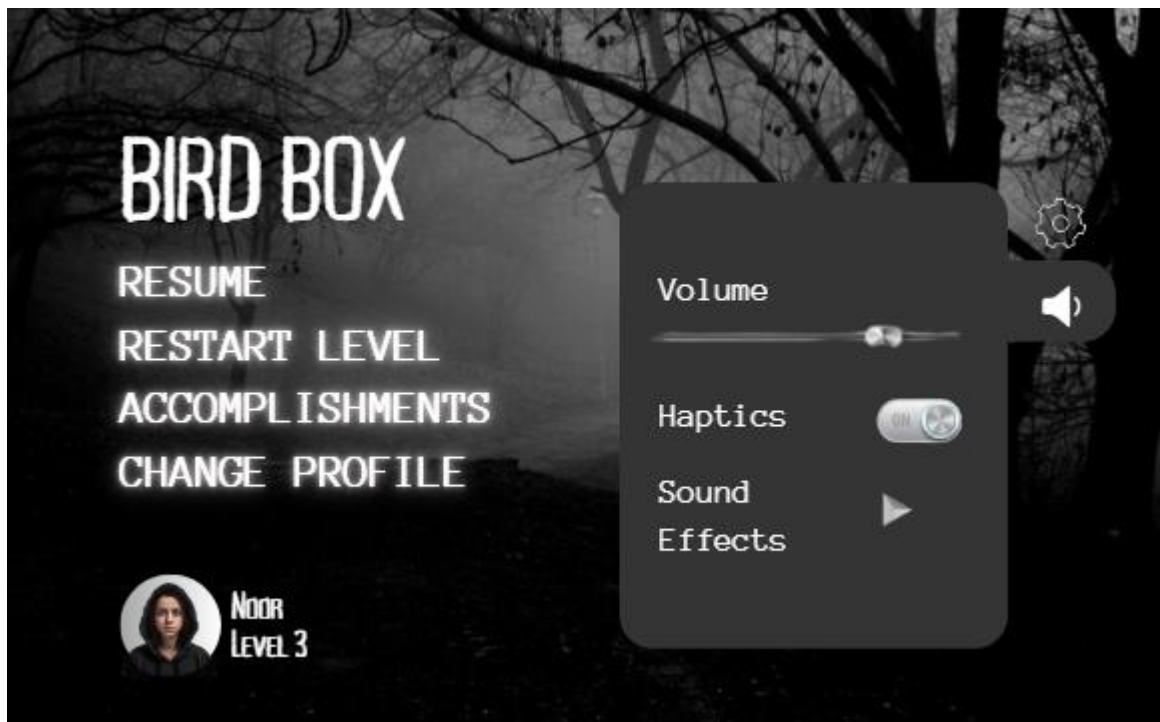 BIRD BOX
RESUME
RESTART LEVEL
ACCOMPLISHMENTS
CHANGE PROFILE
NOOR
LEVEL 3
Volume
Haptics
ON
Sound
Effects